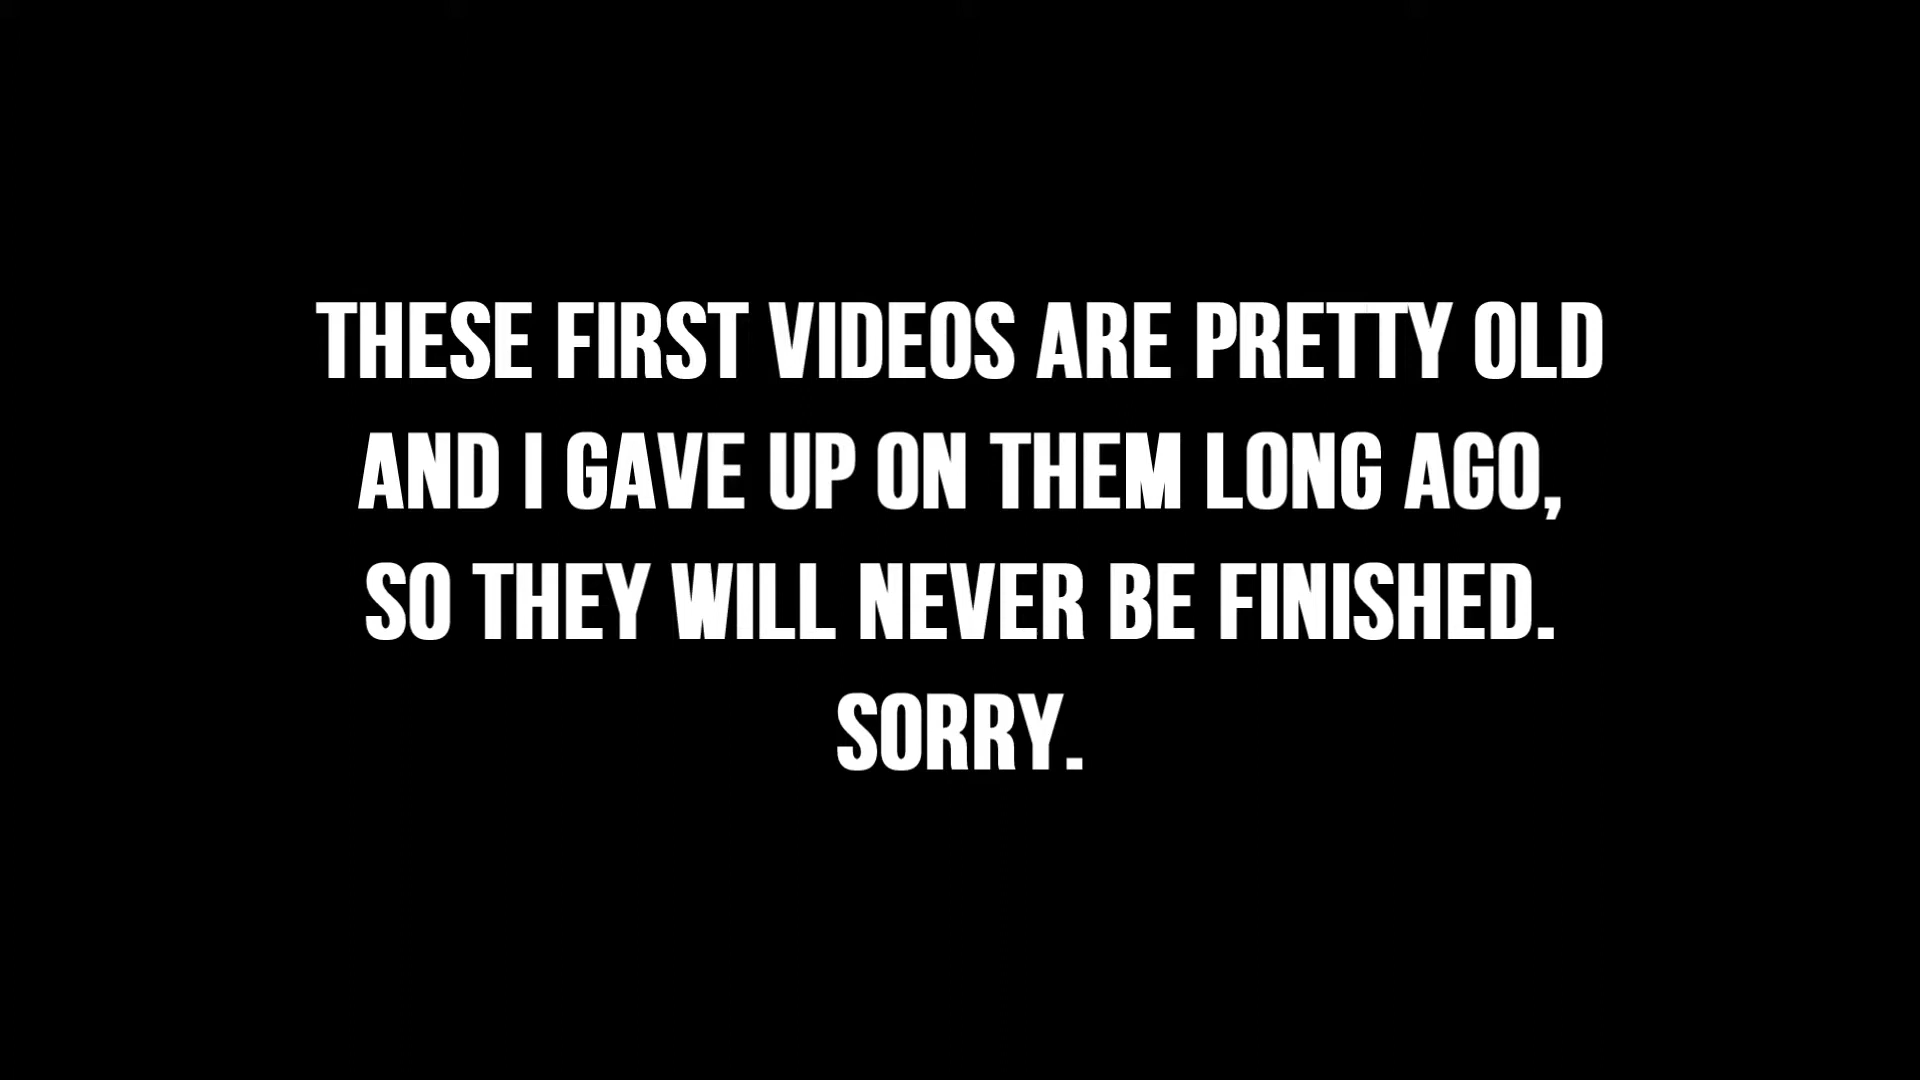 THESE FIRST VIDEOS ARE PRETTY OLD
AND I GAVE UP ON THEM LONG AGO,
SO THEY WILL NEVER BE FINISHED.
SORRY.